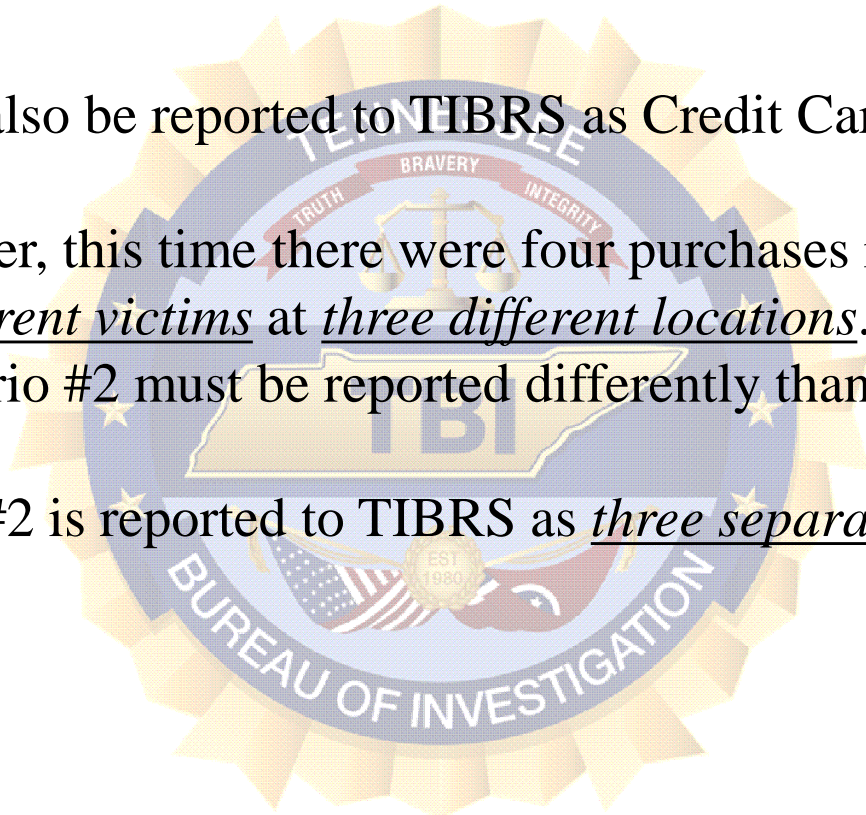 TENNESSEE
TRUTH BRAVERY INTEGRITY
also be reported to TIBRS as Credit Car
er, this time there were four purchases
rent victims at three different locations.
rio #2 must be reported differently than
TBI
#2 is reported to TIBRS as three separa
EST
1980
BUREAU OF INVESTIGATION